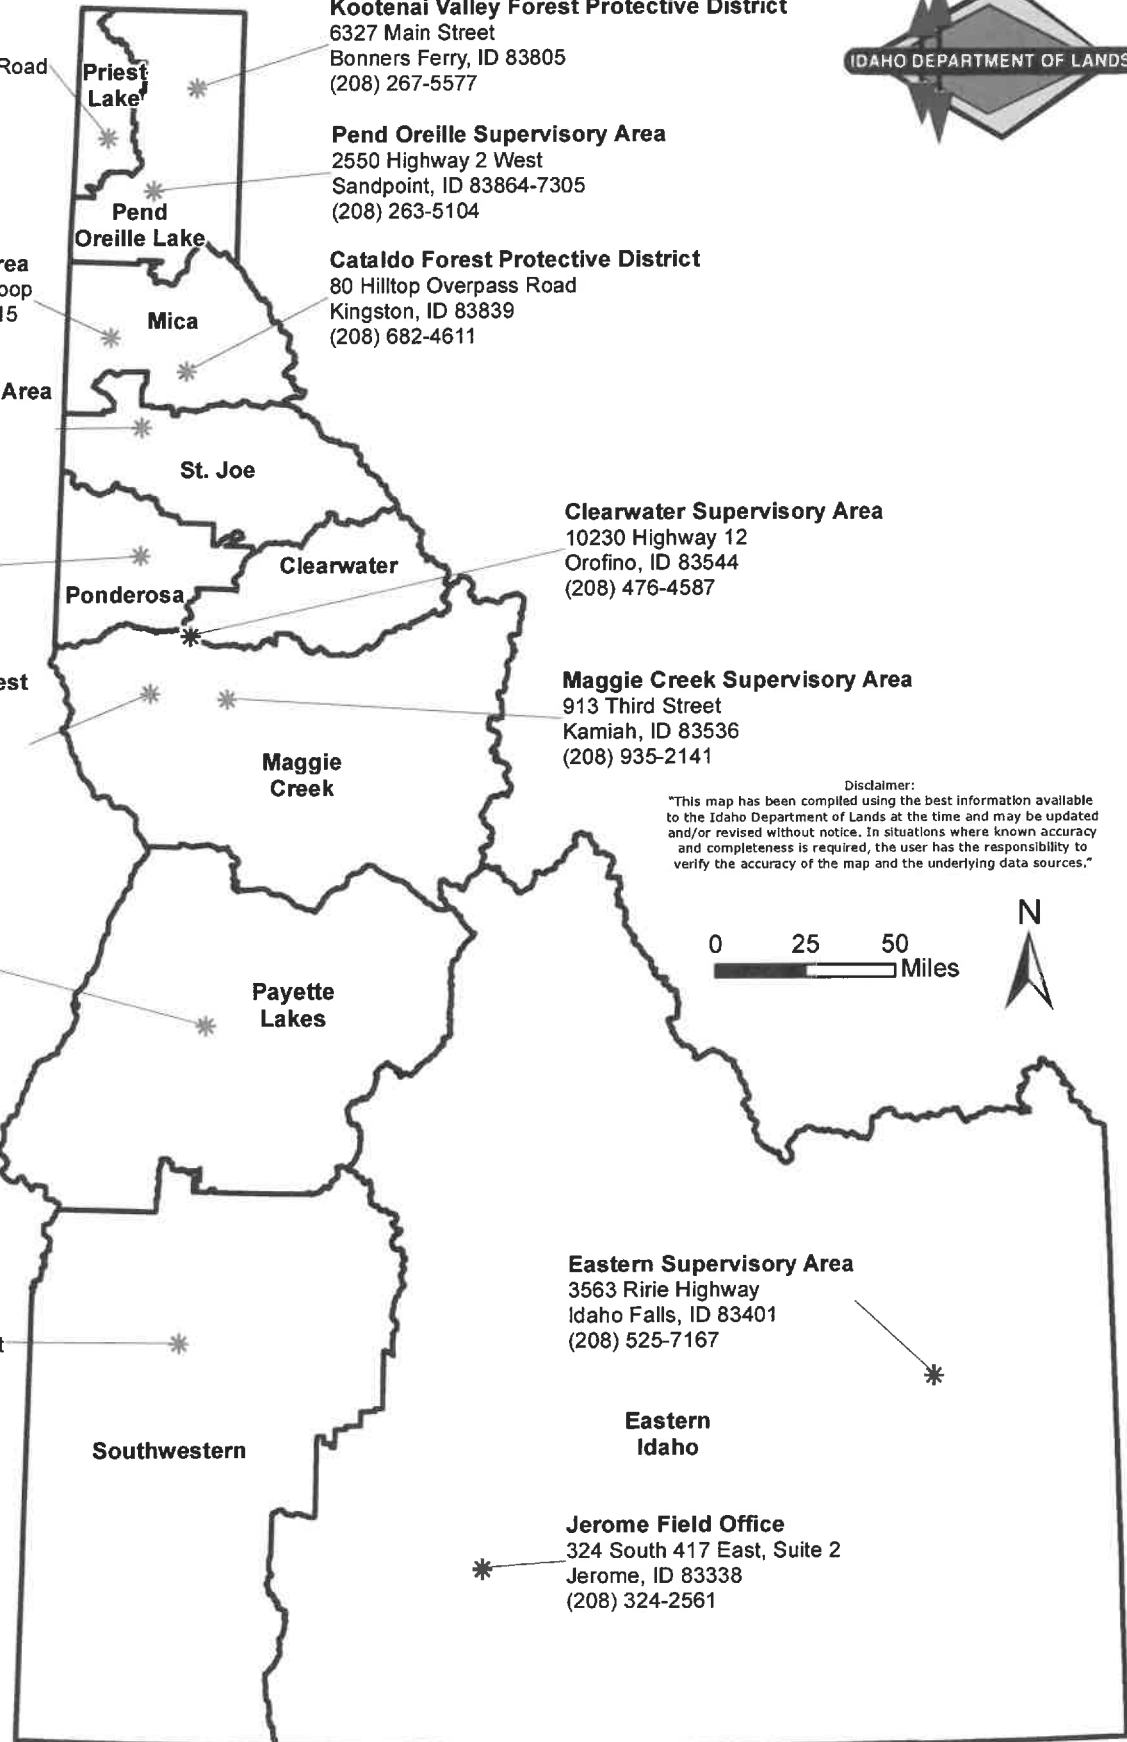 Kootenai Valley Forest Protective District
6327 Main Street
Bonners Ferry, ID 83805
(208) 267-5577
IDAHO DEPARTMENT OF LANDS
Road
Priest
Lake
Pend Oreille Supervisory Area
2550 Highway 2 West
Sandpoint, ID 83864-7305
(208) 263-5104
Pend
Oreille Lake
Cataldo Forest Protective District
80 Hilltop Overpass Road
Kingston, ID 83839
(208) 682-4611
rea
oop
15
Mica
Area
St. Joe
Clearwater Supervisory Area
10230 Highway 12
Orofino, ID 83544
(208) 476-4587
Clearwater
Ponderosa
est
Maggie Creek Supervisory Area
913 Third Street
Kamiah, ID 83536
(208) 935-2141
Maggie
Creek
Disclaimer:
"This map has been compiled using the best information available
to the Idaho Department of Lands at the time and may be updated
and/or revised without notice. In situations where known accuracy
and completeness is required, the user has the responsibility to
verify the accuracy of the map and the underlying data sources."
N
0 25 50
Miles
Payette
Lakes
Eastern Supervisory Area
3563 Ririe Highway
Idaho Falls, ID 83401
(208) 525-7167
t
Eastern
Idaho
Southwestern
Jerome Field Office
324 South 417 East, Suite 2
Jerome, ID 83338
(208) 324-2561